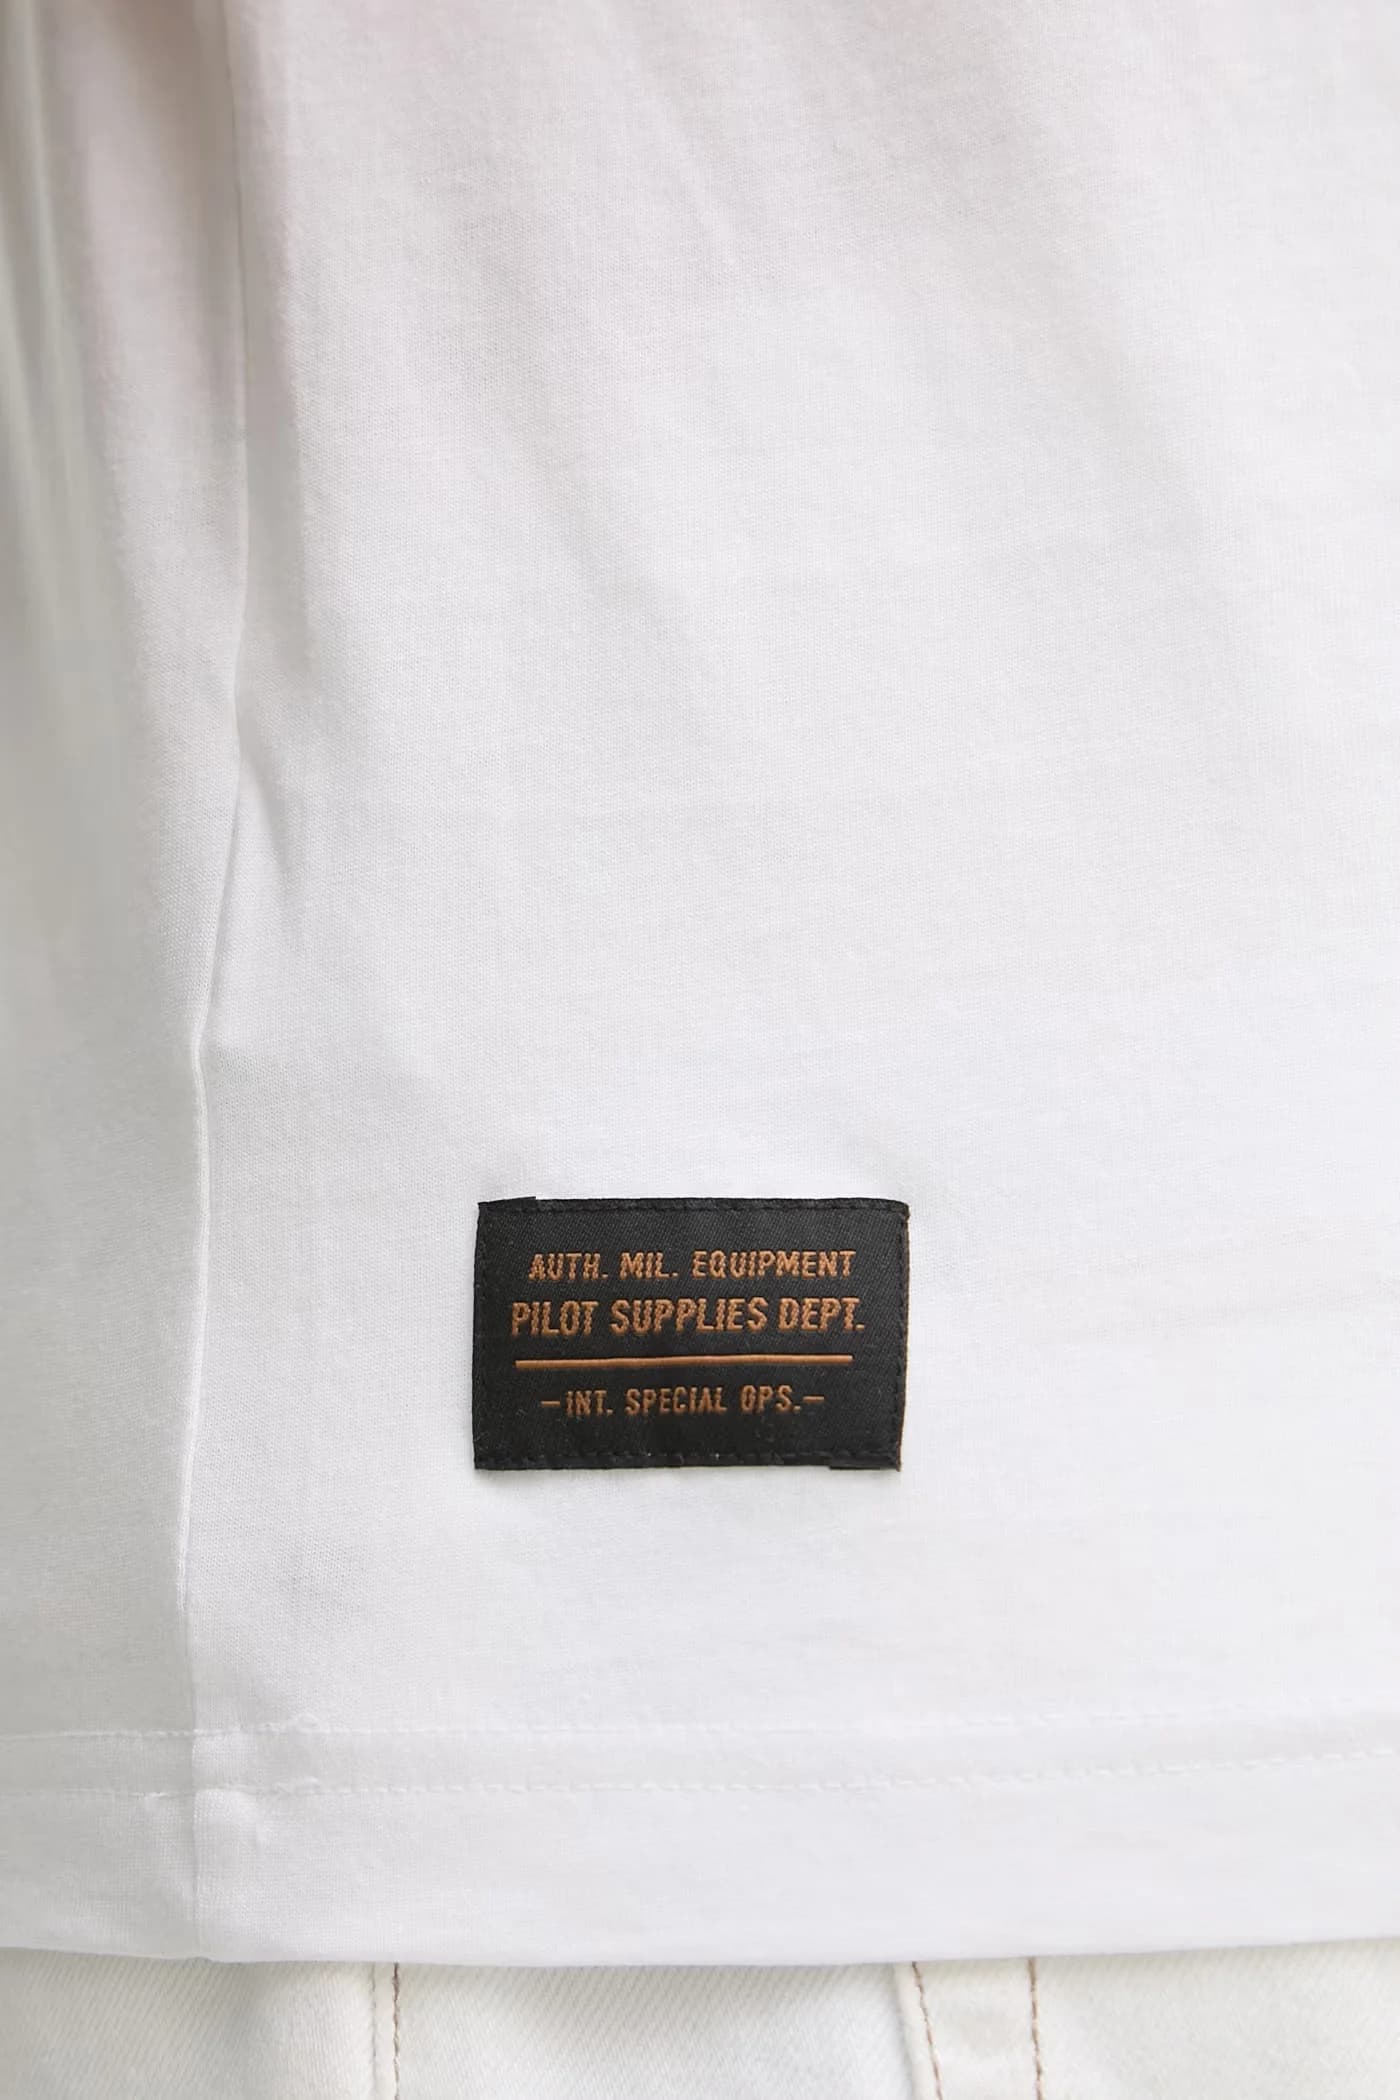 AUTH. MIL. EQUIPMENT
PILOT SUPPLIES DEPT.
-INT. SPECIAL OPS.-